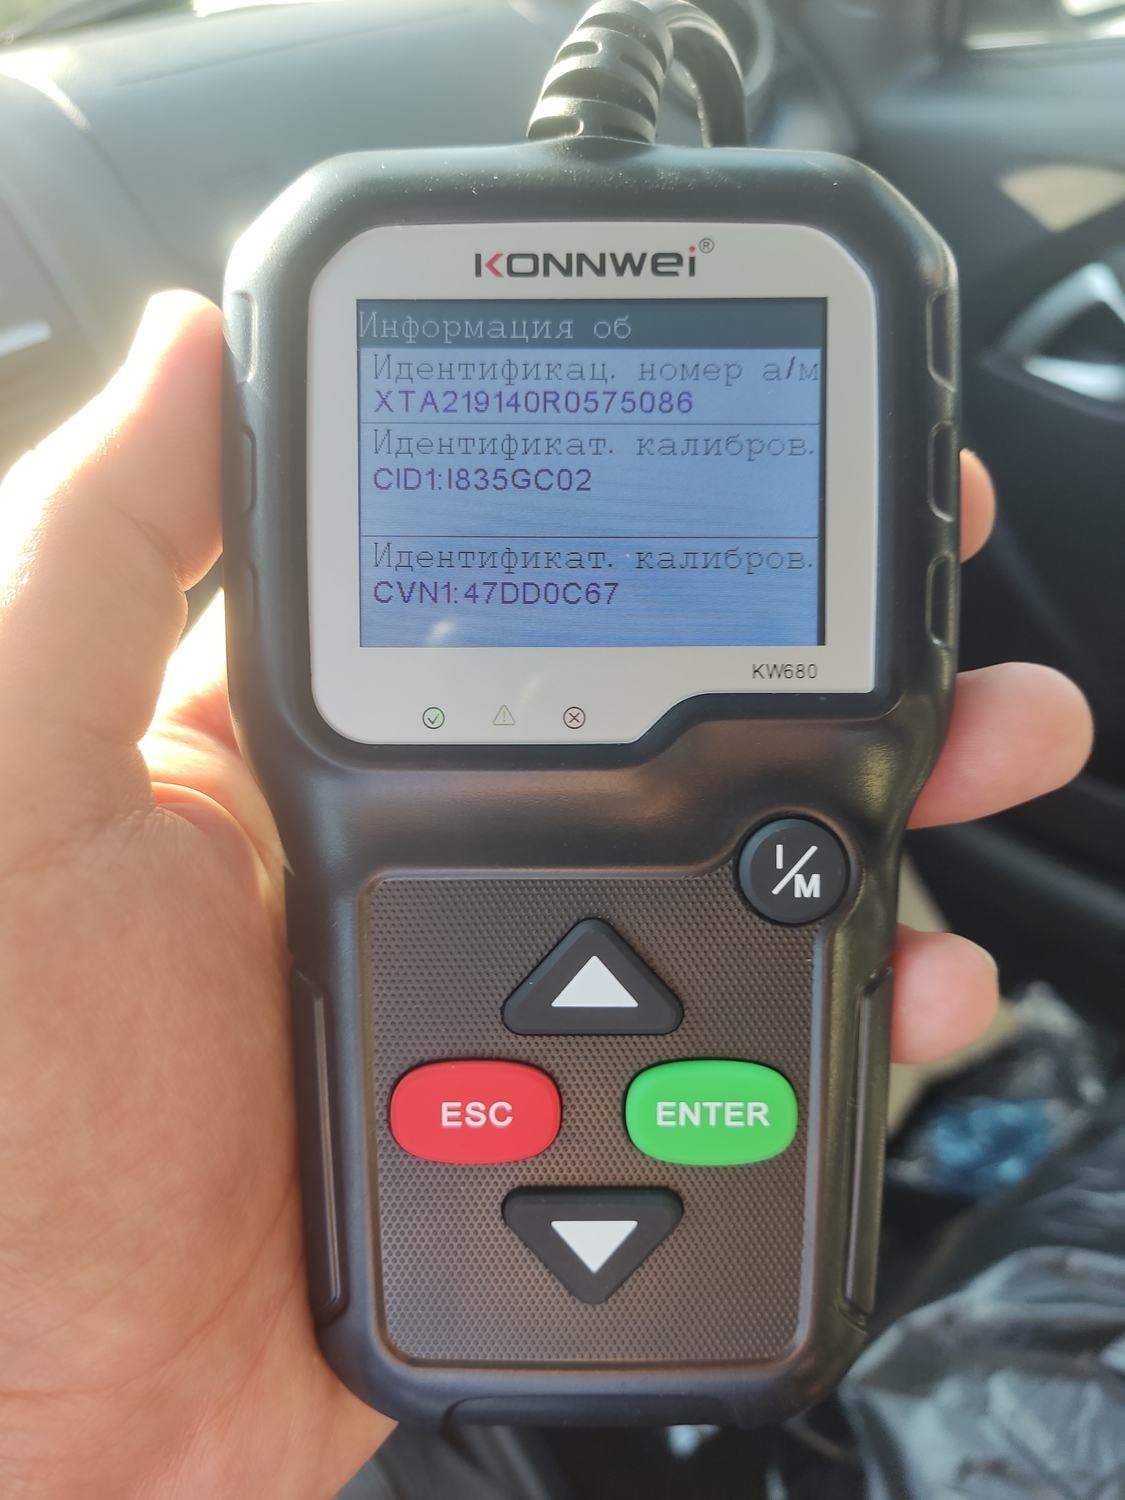 KONNWEI®
Информация об
Идентификац. номер а/м
XTA219140R0575086
Идентификат. калибров.
CID1:I835GC02
Идентификат. калибров.
CVN1:47DD0C67
KW680
I/M
ESC
ENTER